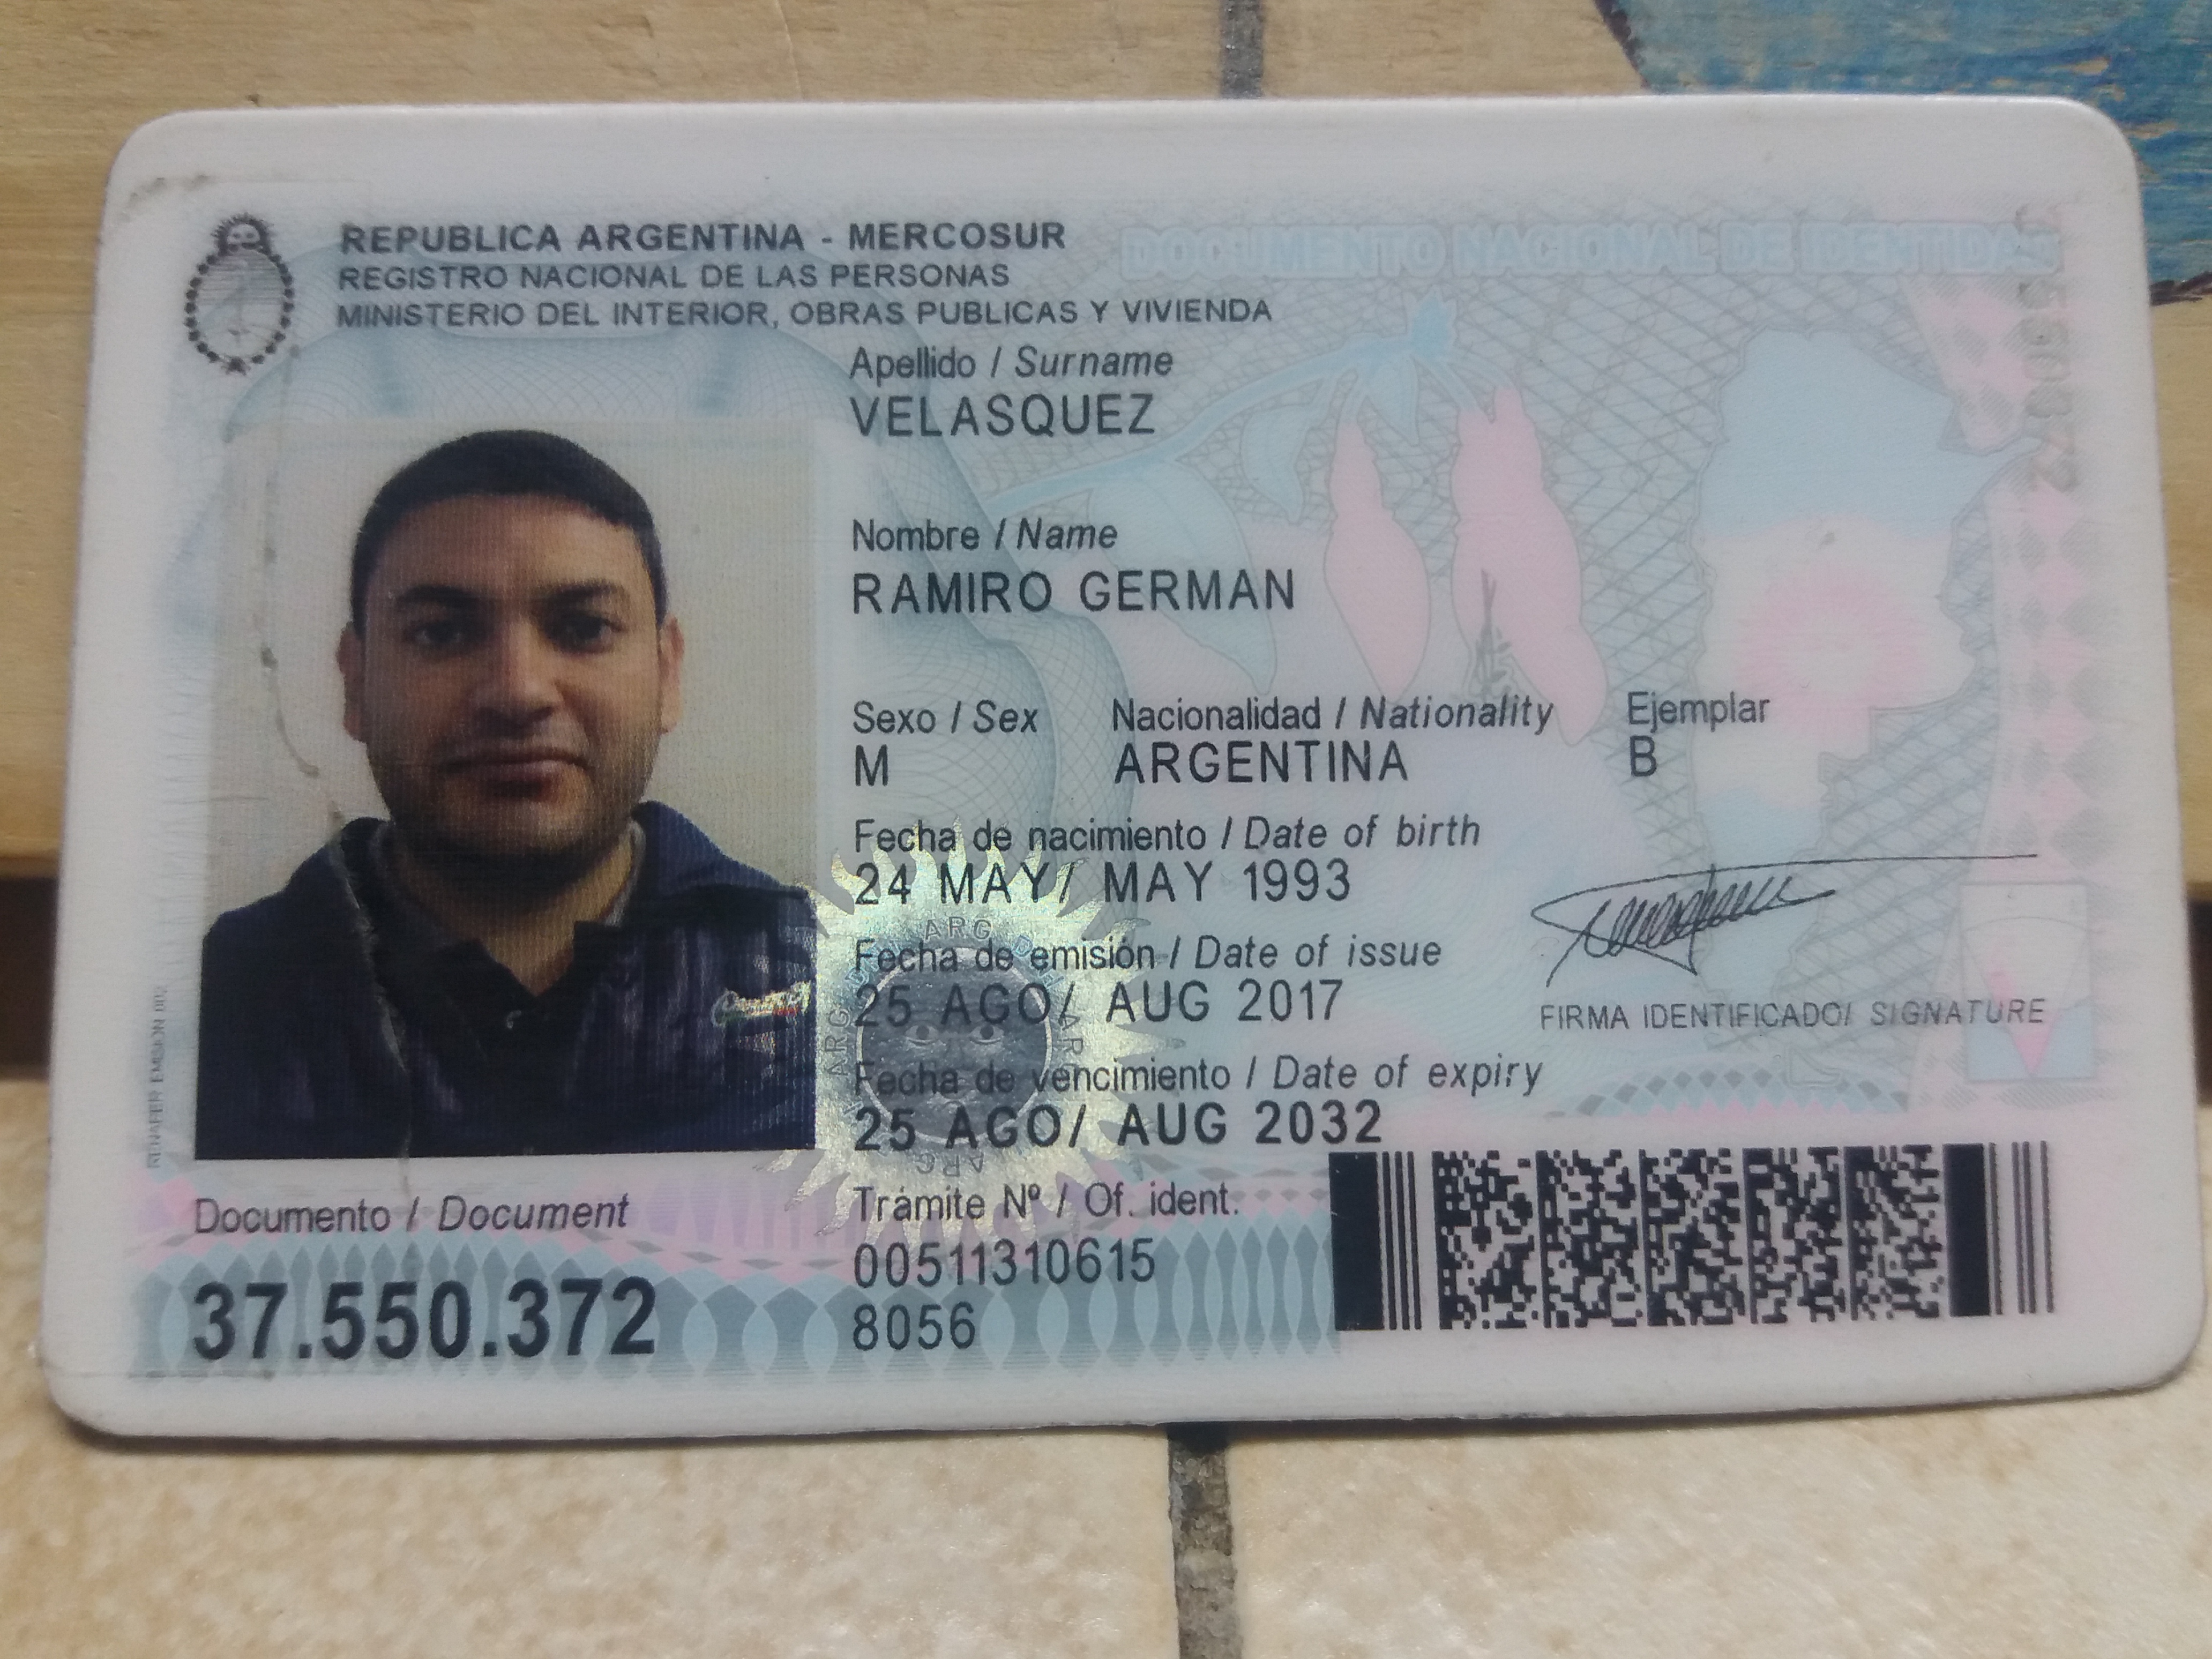 REPUBLICA ARGENTINA - MERCOSUR
DOCUMENTO NACIONAL DE IDENTIDAD
REGISTRO NACIONAL DE LAS PERSONAS
MINISTERIO DEL INTERIOR, OBRAS PUBLICAS Y VIVIENDA
Apellido / Surname
VELASQUEZ
Nombre / Name
RAMIRO GERMAN
Sexo / Sex Nacionalidad / Nationality Ejemplar
M ARGENTINA B
Fecha de nacimiento / Date of birth
24 MAY/ MAY 1993
ARG
Fecha de emisión / Date of issue
25 AGO/ AUG 2017
FIRMA IDENTIFICADO/ SIGNATURE
Fecha de vencimiento / Date of expiry
25 AGO/ AUG 2032
ARG
Documento / Document
37.550.372
Trámite Nº / Of. ident.
00511310615
8056